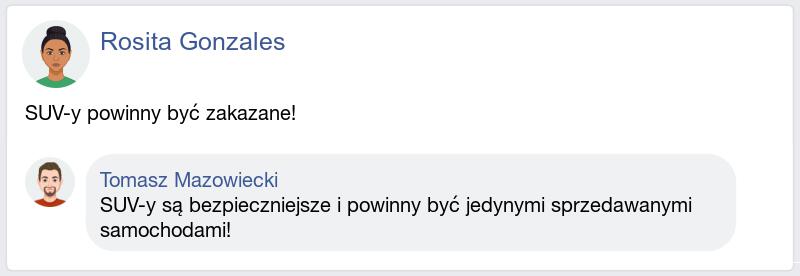 Rosita Gonzales
SUV-y powinny być zakazane!
Tomasz Mazowiecki
SUV-y są bezpieczniejsze i powinny być jedynymi sprzedawanymi
samochodami!